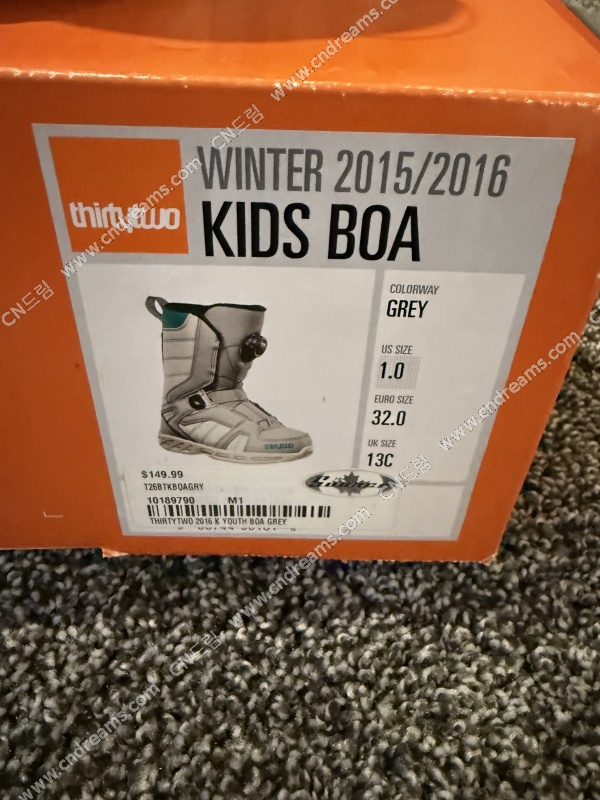 thirtytwo
WINTER 2015/2016
KIDS BOA
COLORWAY
GREY
US SIZE
1.0
EURO SIZE
32.0
UK SIZE
13C
thirtytwo
$149.99
T26BTKBOAGRY
10189790 M1
THIRTYTWO 2016 K YOUTH BOA GREY
CN드림 www.cndreams.com